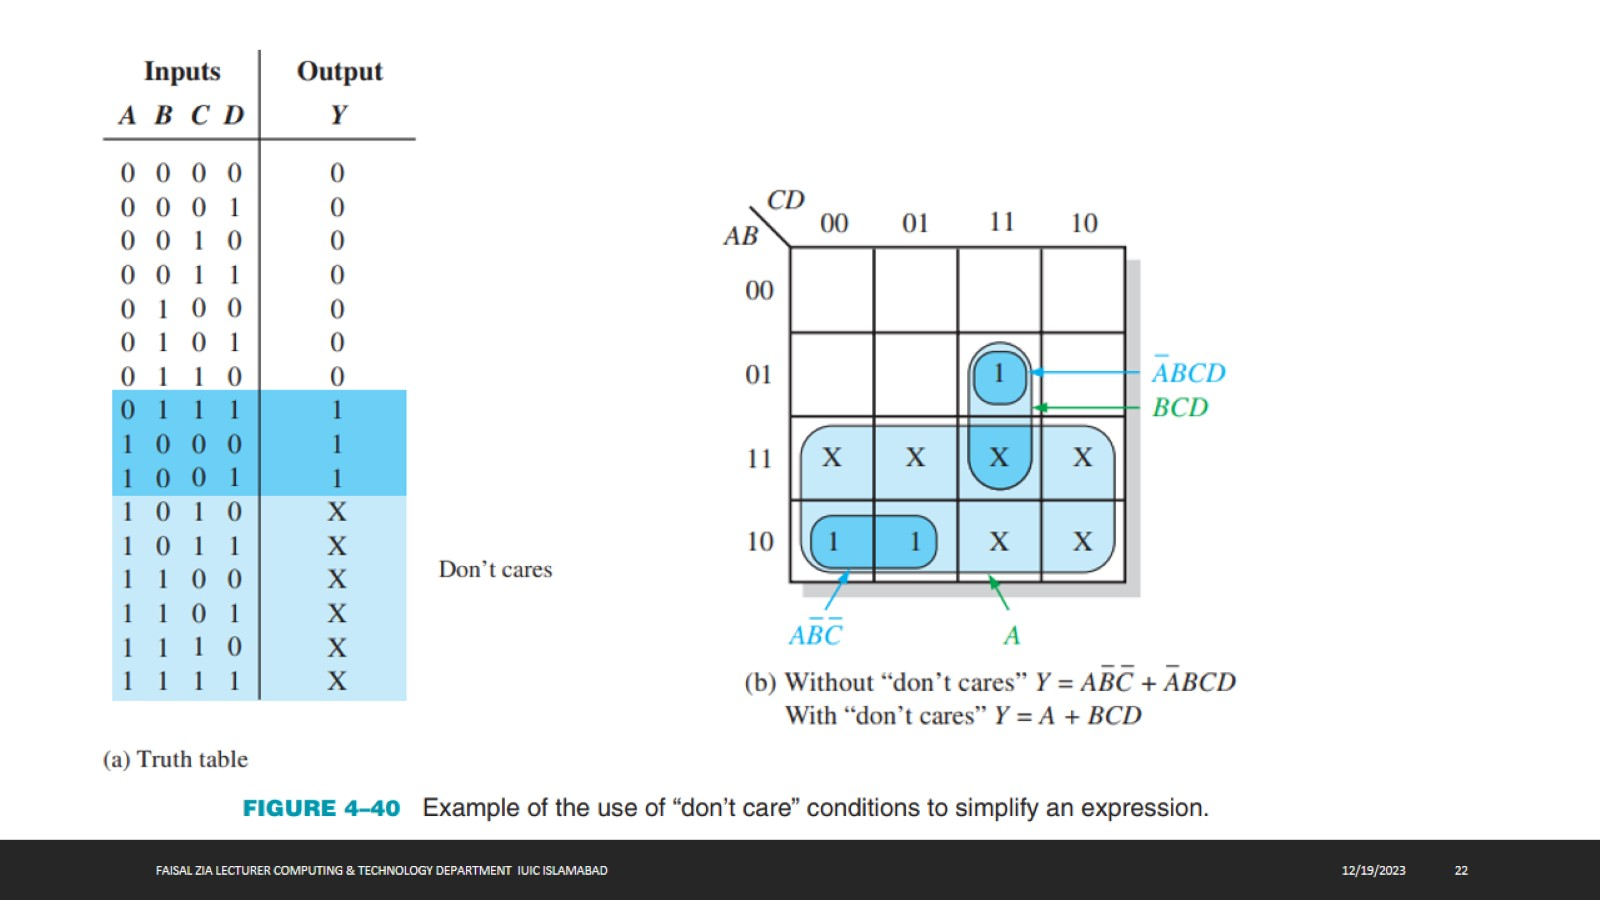 Inputs Output
A B C D Y
0 0 0 0 0
0 0 0 1 0
0 0 1 0 0
0 0 1 1 0
0 1 0 0 0
0 1 0 1 0
0 1 1 0 0
0 1 1 1 1
1 0 0 0 1
1 0 0 1 1
1 0 1 0 X
1 0 1 1 X
1 1 0 0 X
1 1 0 1 X
1 1 1 0 X
1 1 1 1 X
Don’t cares
(a) Truth table
CD
AB
00 01 11 10
00
01 1
11 X X X X
10 1 1 X X
A̅BCD
BCD
AB̅C̅
A
(b) Without “don’t cares” Y = AB̅C̅ + A̅BCD
With “don’t cares” Y = A + BCD
FIGURE 4–40 Example of the use of “don’t care” conditions to simplify an expression.
FAISAL ZIA LECTURER COMPUTING & TECHNOLOGY DEPARTMENT IUIC ISLAMABAD 12/19/2023 22